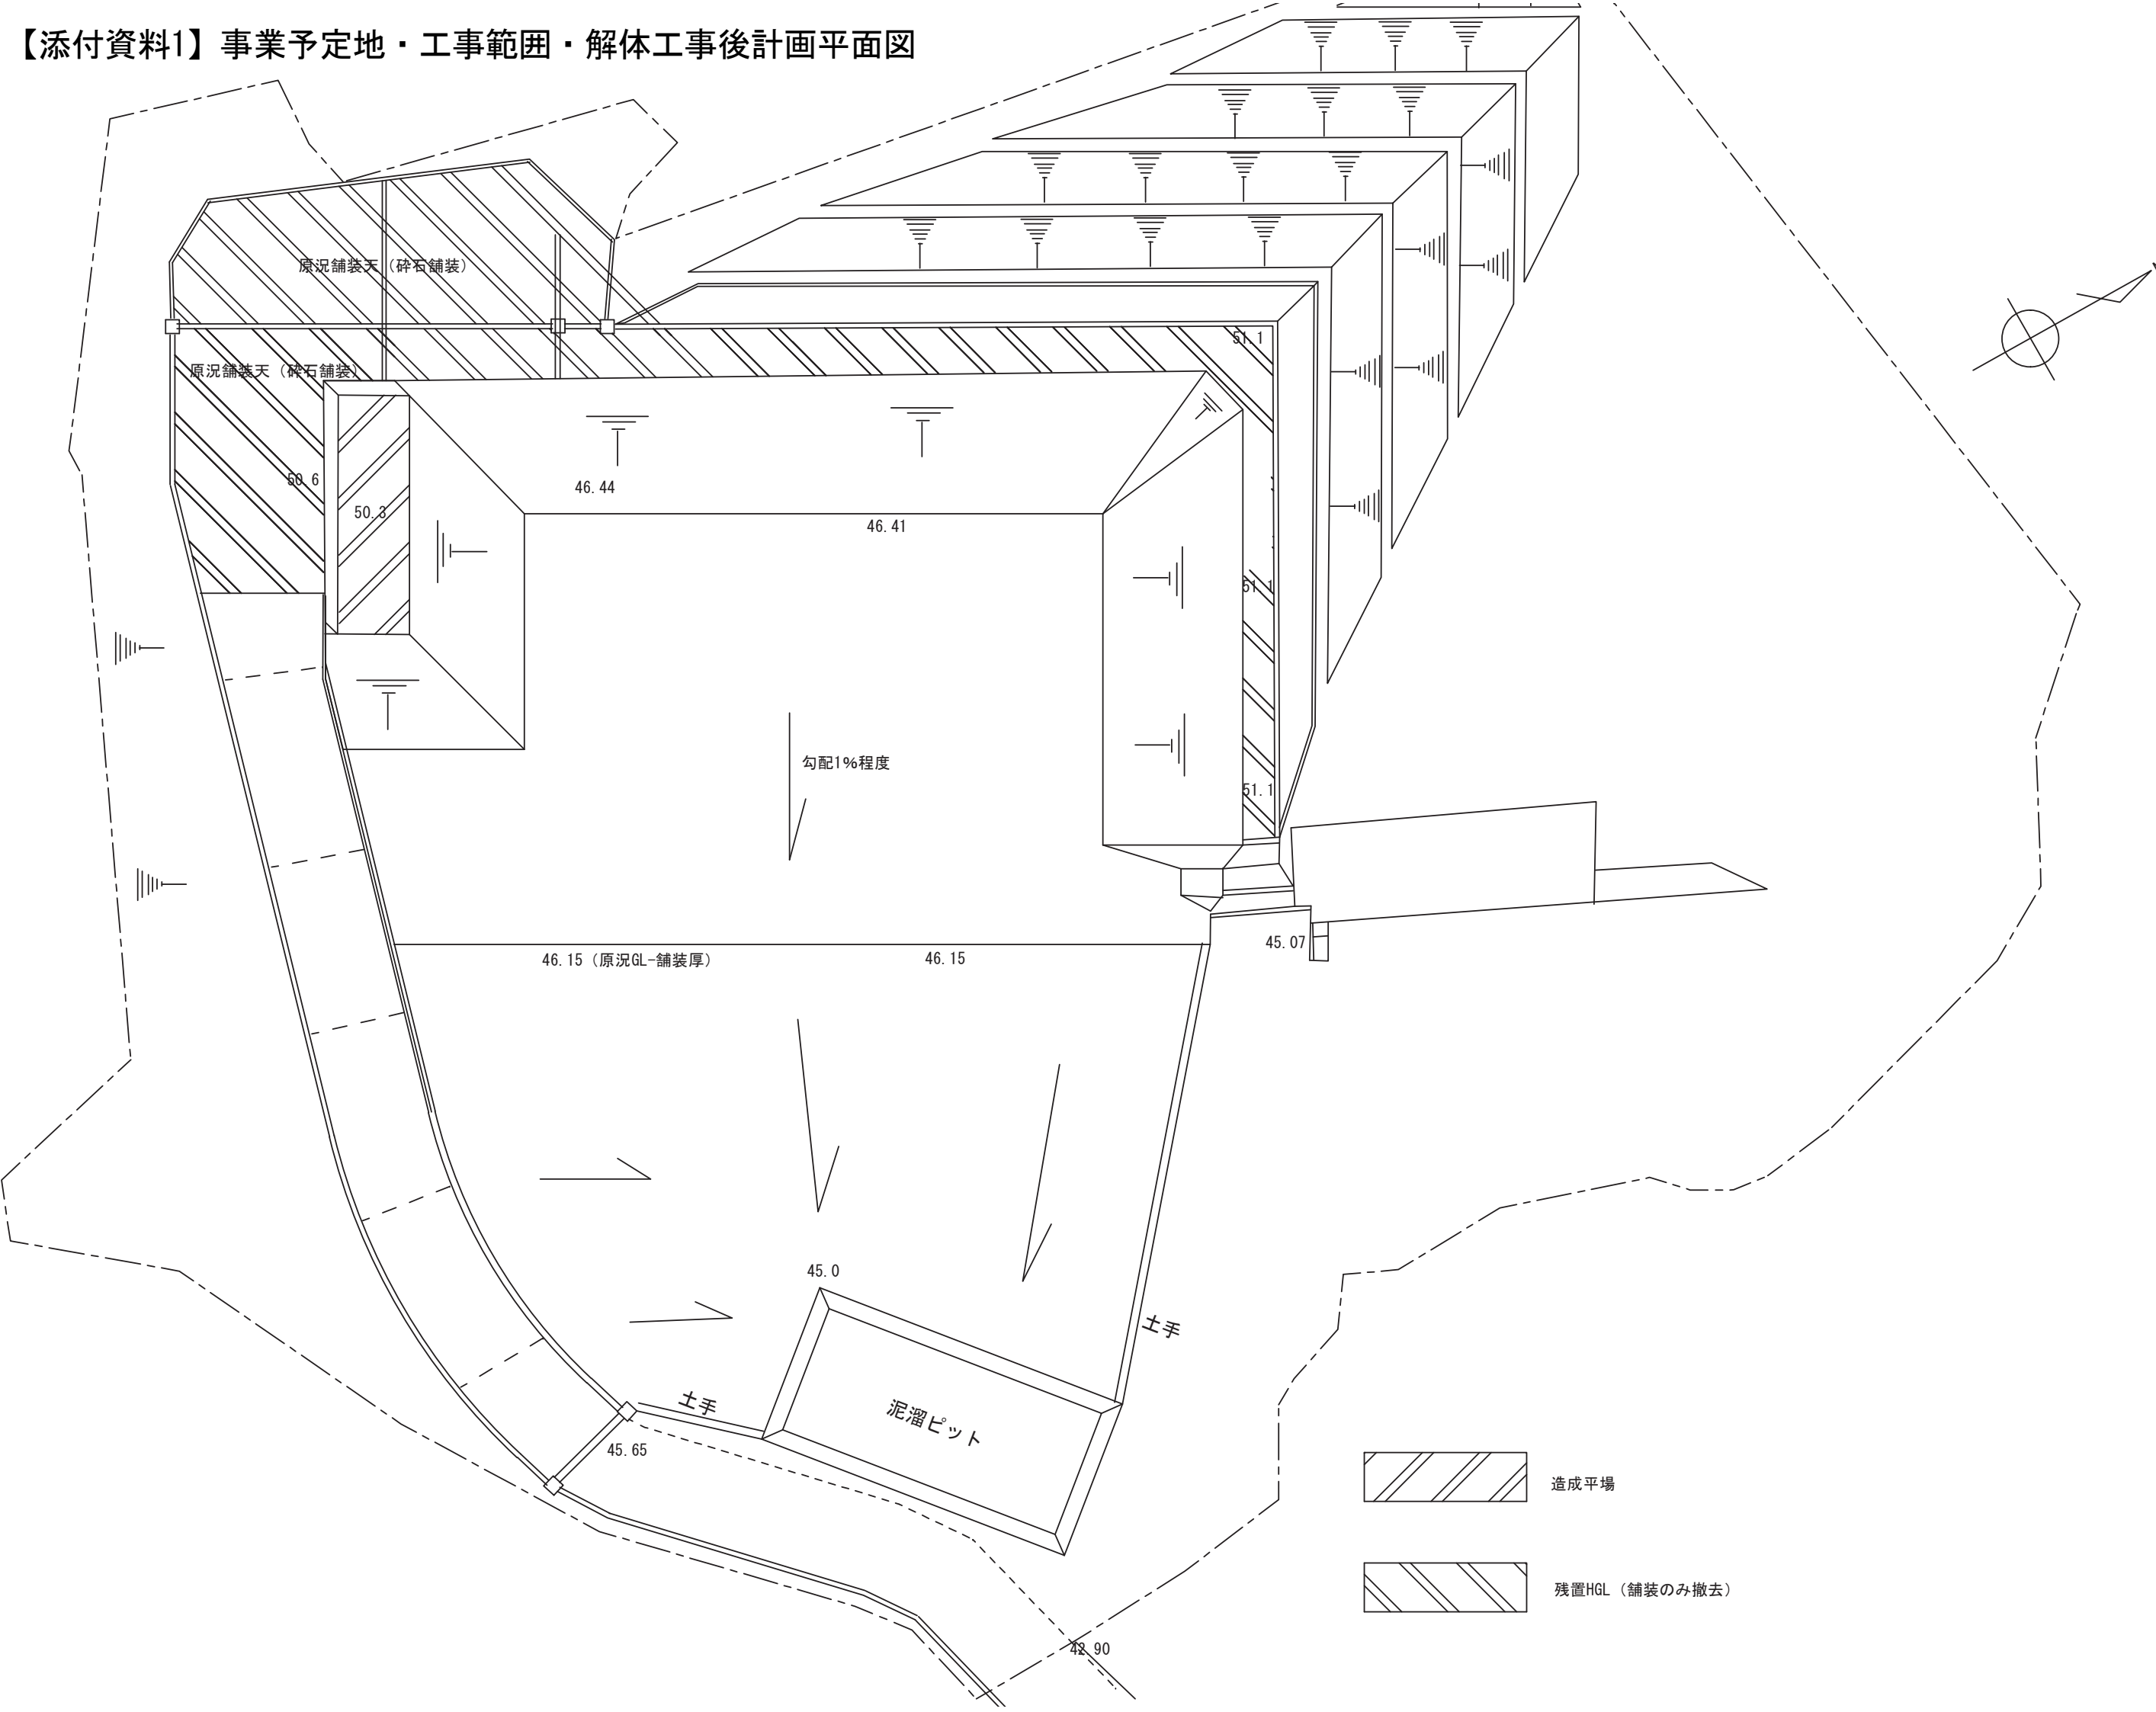 【添付資料1】事業予定地・工事範囲・解体工事後計画平面図
原況舗装天（砕石舗装）
51.1
原況舗装天（砕石舗装）
50.6
46.44
50.3
46.41
51.1
勾配1%程度
51.1
45.07
46.15（原況GL-舗装厚）
46.15
45.0
土手
土手
泥溜ピット
45.65
造成平場
残置HGL（舗装のみ撤去）
42.90